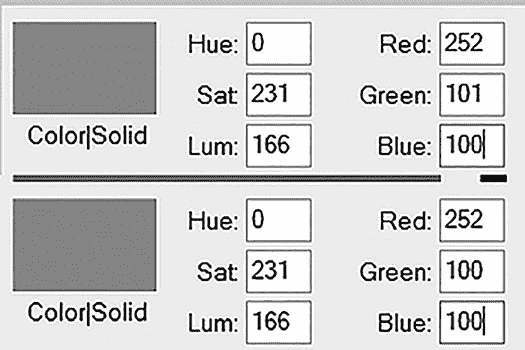 Hue: 0 Red: 252
Sat: 231 Green: 101
Color|Solid
Lum: 166 Blue: 100
Hue: 0 Red: 252
Sat: 231 Green: 100
Color|Solid
Lum: 166 Blue: 100